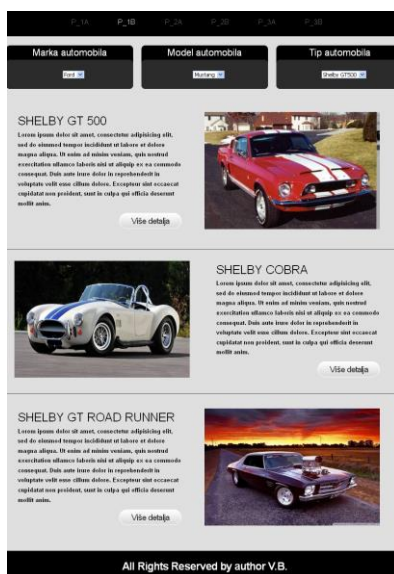 P_1A P_1B P_2A P_2B P_3A P_3B
Marka automobila Model automobila Tip automobila
Ford Mustang Shelby GT500
SHELBY GT 500
Lorem ipsum dolor sit amet, consectetur adipisicing elit,
sed do eiusmod tempor incididunt ut labore et dolore
magna aliqua. Ut enim ad minim veniam, quis nostrud
exercitation ullamco laboris nisi ut aliquip ex ea commodo
consequat. Duis aute irure dolor in reprehenderit in
voluptate velit esse cillum dolore. Excepteur sint occaecat
cupidatat non proident, sunt in culpa qui officia deserunt
mollit anim.
Više detalja
SHELBY COBRA
Lorem ipsum dolor sit amet, consectetur adipisicing elit,
sed do eiusmod tempor incididunt ut labore et dolore
magna aliqua. Ut enim ad minim veniam, quis nostrud
exercitation ullamco laboris nisi ut aliquip ex ea commodo
consequat. Duis aute irure dolor in reprehenderit in
voluptate velit esse cillum dolore. Excepteur sint occaecat
cupidatat non proident, sunt in culpa qui officia deserunt
mollit anim.
Više detalja
SHELBY GT ROAD RUNNER
Lorem ipsum dolor sit amet, consectetur adipisicing elit,
sed do eiusmod tempor incididunt ut labore et dolore
magna aliqua. Ut enim ad minim veniam, quis nostrud
exercitation ullamco laboris nisi ut aliquip ex ea commodo
consequat. Duis aute irure dolor in reprehenderit in
voluptate velit esse cillum dolore. Excepteur sint occaecat
cupidatat non proident, sunt in culpa qui officia deserunt
mollit anim.
Više detalja
All Rights Reserved by author V.B.